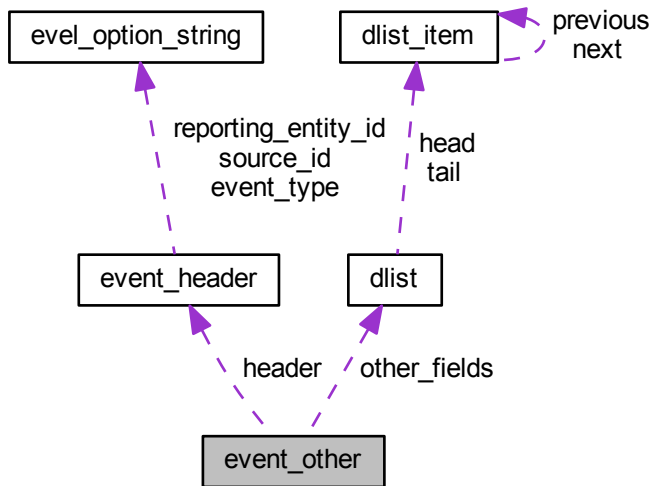 evel_option_string
dlist_item
previous
next
reporting_entity_id
source_id
event_type
head
tail
event_header
dlist
header
other_fields
event_other